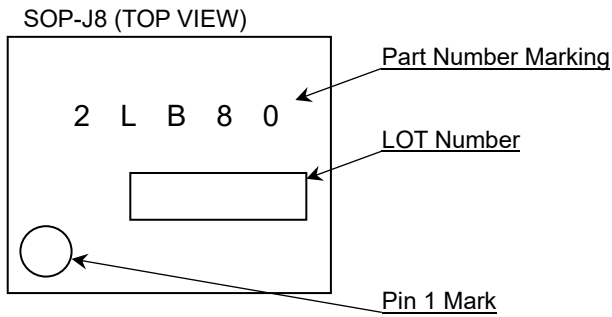 SOP-J8 (TOP VIEW)
Part Number Marking
2 L B 8 0
LOT Number
Pin 1 Mark